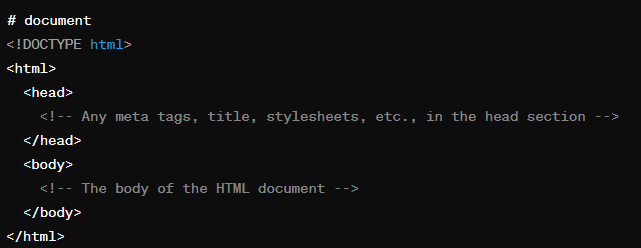 # document
<!DOCTYPE html>
<html>
  <head>
    <!-- Any meta tags, title, stylesheets, etc., in the head section -->
  </head>
  <body>
    <!-- The body of the HTML document -->
  </body>
</html>